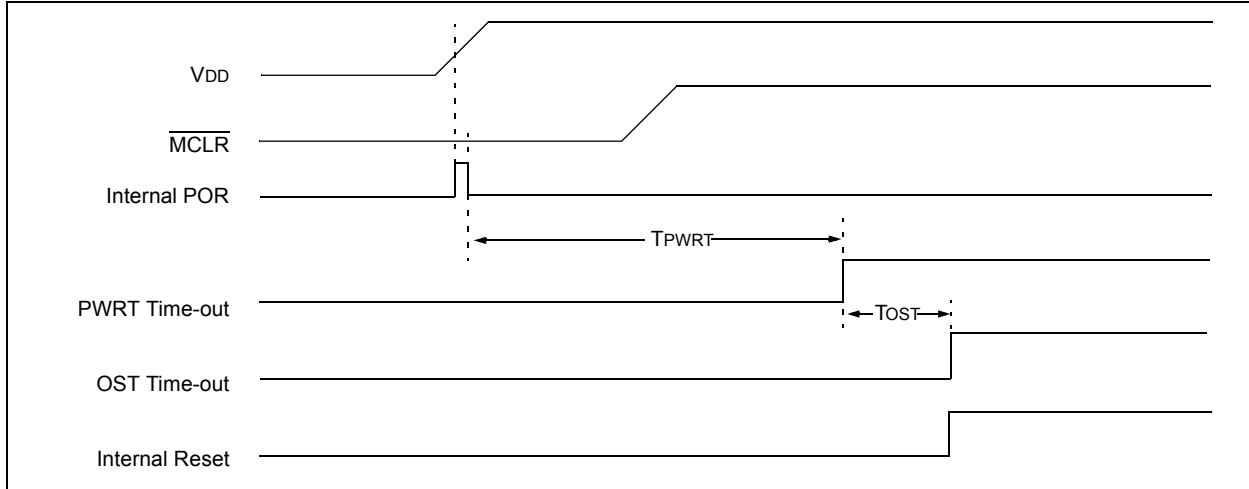 VDD
MCLR
Internal POR
TPWRT
PWRT Time-out
TOST
OST Time-out
Internal Reset